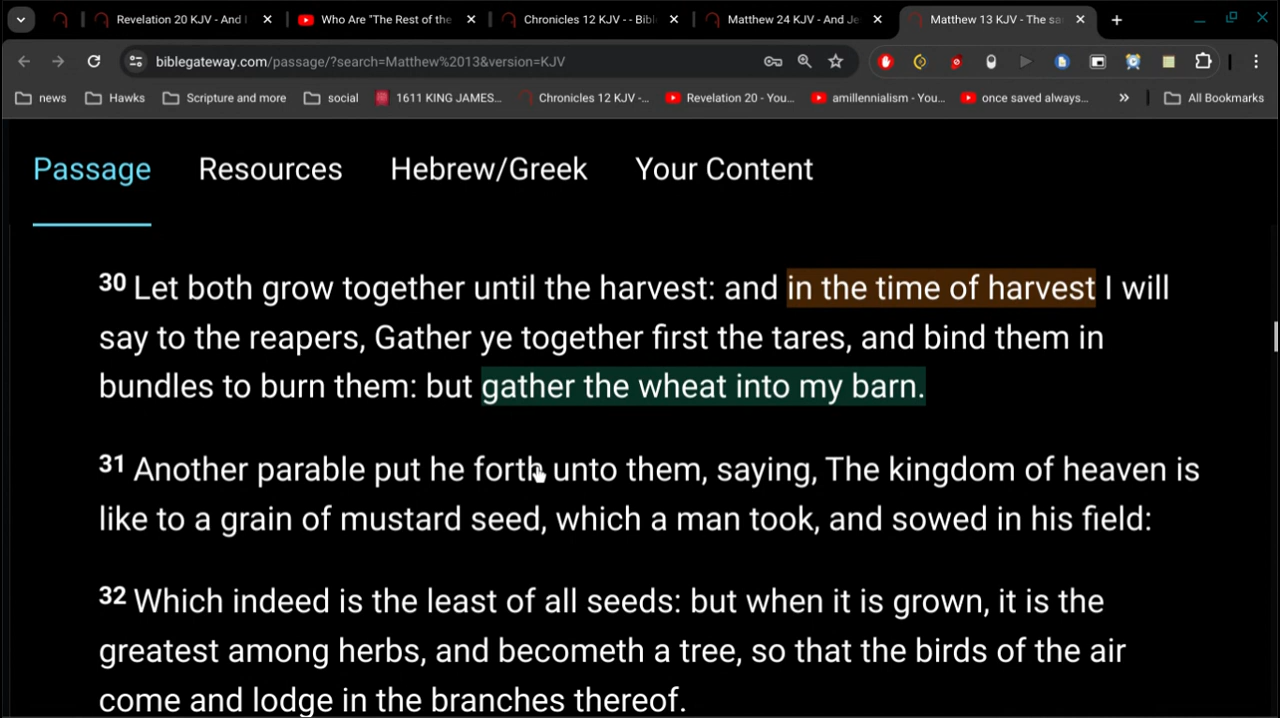 Revelation 20 KJV - And I
Who Are "The Rest of the
Chronicles 12 KJV - - Bibl
Matthew 24 KJV - And Je
Matthew 13 KJV - The sa
biblegateway.com/passage/?search=Matthew%2013&version=KJV
news
Hawks
Scripture and more
social
1611 KING JAMES...
Chronicles 12 KJV -...
Revelation 20 - You...
amillennialism - You...
once saved always...
All Bookmarks
Passage
Resources
Hebrew/Greek
Your Content
30 Let both grow together until the harvest: and in the time of harvest I will
say to the reapers, Gather ye together first the tares, and bind them in
bundles to burn them: but gather the wheat into my barn.
31 Another parable put he forth unto them, saying, The kingdom of heaven is
like to a grain of mustard seed, which a man took, and sowed in his field:
32 Which indeed is the least of all seeds: but when it is grown, it is the
greatest among herbs, and becometh a tree, so that the birds of the air
come and lodge in the branches thereof.